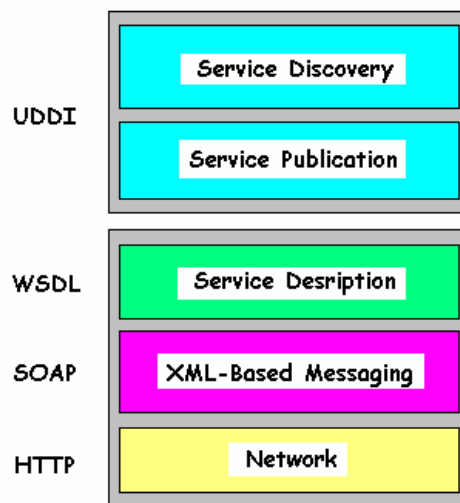 Service Discovery
UDDI
Service Publication
WSDL Service Desription
SOAP XML-Based Messaging
HTTP Network